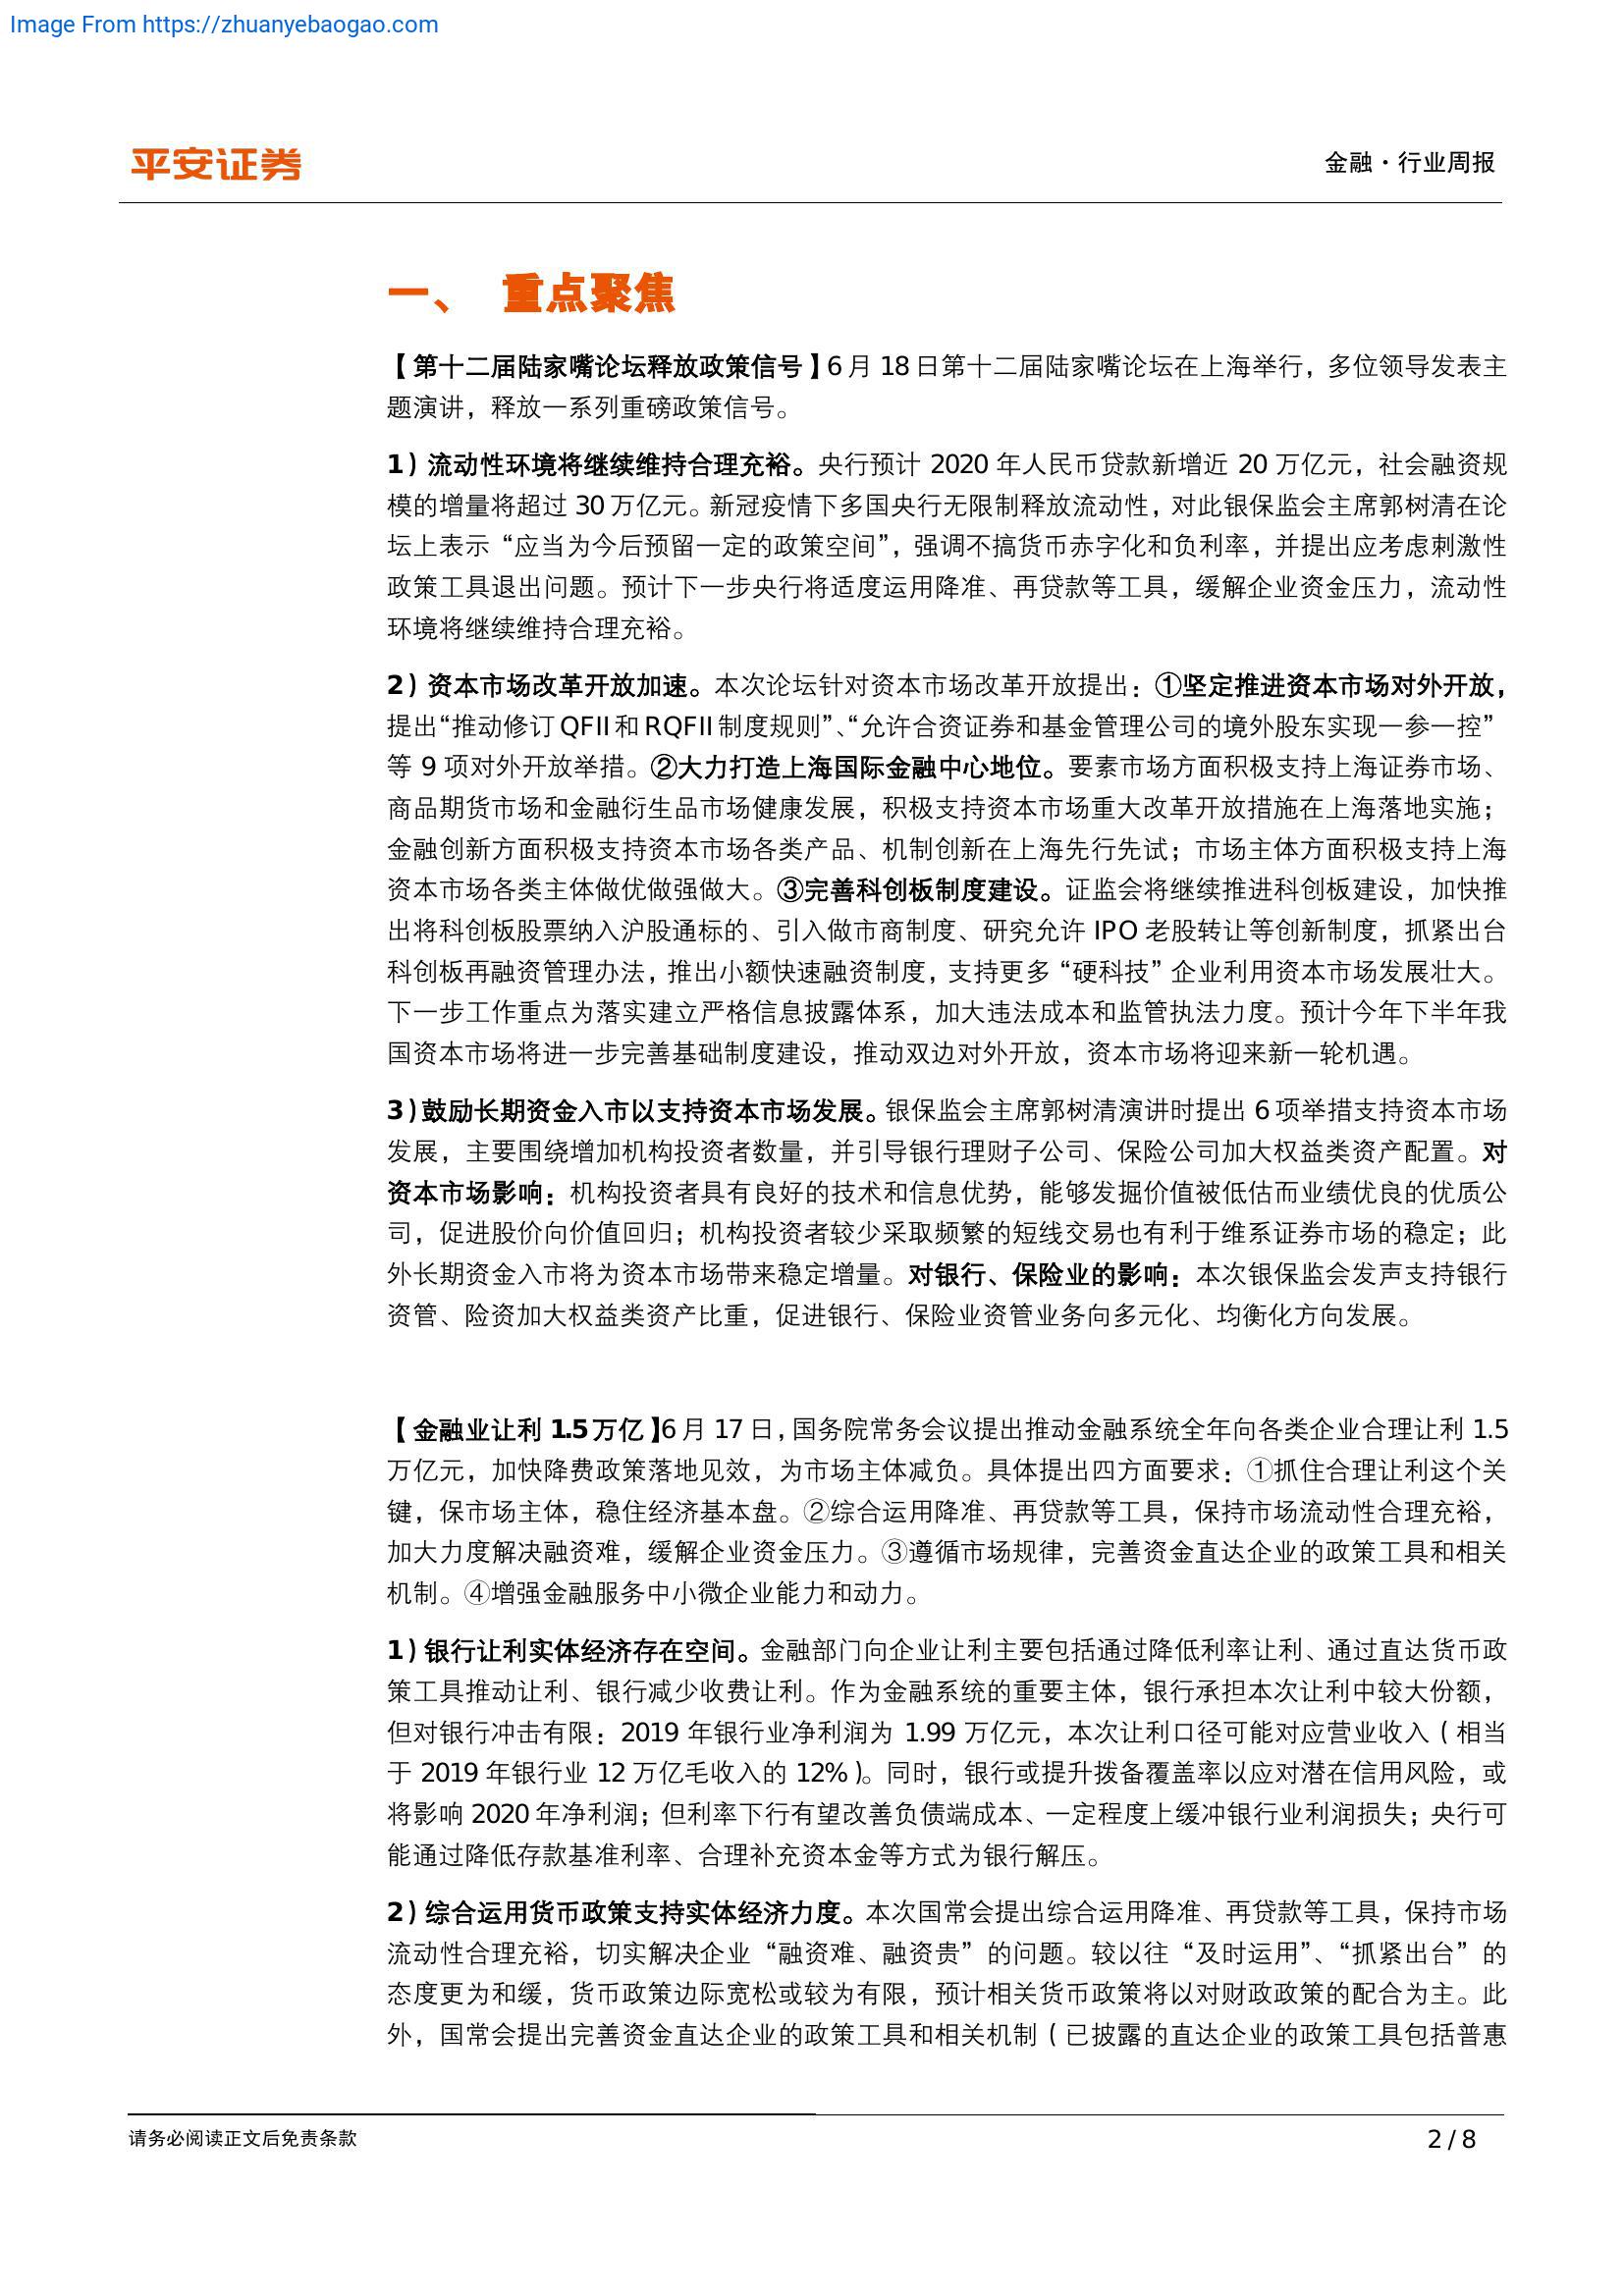 Image From https://zhuanyebaogao.com
平安证券
金融·行业周报
一、 重点聚焦
【第十二届陆家嘴论坛释放政策信号】6月 18日第十二届陆家嘴论坛在上海举行，多位领导发表主
题演讲，释放一系列重磅政策信号。
1）流动性环境将继续维持合理充裕。央行预计 2020 年人民币贷款新增近 20 万亿元，社会融资规
模的增量将超过 30 万亿元。新冠疫情下多国央行无限制释放流动性，对此银保监会主席郭树清在论
坛上表示“应当为今后预留一定的政策空间”，强调不搞货币赤字化和负利率，并提出应考虑刺激性
政策工具退出问题。预计下一步央行将适度运用降准、再贷款等工具，缓解企业资金压力，流动性
环境将继续维持合理充裕。
2）资本市场改革开放加速。本次论坛针对资本市场改革开放提出：①坚定推进资本市场对外开放，
提出“推动修订 QFII 和 RQFII 制度规则”、“允许合资证券和基金管理公司的境外股东实现一参一控”
等 9 项对外开放举措。②大力打造上海国际金融中心地位。要素市场方面积极支持上海证券市场、
商品期货市场和金融衍生品市场健康发展，积极支持资本市场重大改革开放措施在上海落地实施；
金融创新方面积极支持资本市场各类产品、机制创新在上海先行先试；市场主体方面积极支持上海
资本市场各类主体做优做强做大。③完善科创板制度建设。证监会将继续推进科创板建设，加快推
出将科创板股票纳入沪股通标的、引入做市商制度、研究允许 IPO 老股转让等创新制度，抓紧出台
科创板再融资管理办法，推出小额快速融资制度，支持更多“硬科技”企业利用资本市场发展壮大。
下一步工作重点为落实建立严格信息披露体系，加大违法成本和监管执法力度。预计今年下半年我
国资本市场将进一步完善基础制度建设，推动双边对外开放，资本市场将迎来新一轮机遇。
3）鼓励长期资金入市以支持资本市场发展。银保监会主席郭树清演讲时提出 6 项举措支持资本市场
发展，主要围绕增加机构投资者数量，并引导银行理财子公司、保险公司加大权益类资产配置。对
资本市场影响：机构投资者具有良好的技术和信息优势，能够发掘价值被低估而业绩优良的优质公
司，促进股价向价值回归；机构投资者较少采取频繁的短线交易也有利于维系证券市场的稳定；此
外长期资金入市将为资本市场带来稳定增量。对银行、保险业的影响：本次银保监会发声支持银行
资管、险资加大权益类资产比重，促进银行、保险业资管业务向多元化、均衡化方向发展。
【金融业让利 1.5 万亿】6 月 17 日，国务院常务会议提出推动金融系统全年向各类企业合理让利 1.5
万亿元，加快降费政策落地见效，为市场主体减负。具体提出四方面要求：①抓住合理让利这个关
键，保市场主体，稳住经济基本盘。②综合运用降准、再贷款等工具，保持市场流动性合理充裕，
加大力度解决融资难，缓解企业资金压力。③遵循市场规律，完善资金直达企业的政策工具和相关
机制。④增强金融服务中小微企业能力和动力。
1）银行让利实体经济存在空间。金融部门向企业让利主要包括通过降低利率让利、通过直达货币政
策工具推动让利、银行减少收费让利。作为金融系统的重要主体，银行承担本次让利中较大份额，
但对银行冲击有限：2019 年银行业净利润为 1.99 万亿元，本次让利口径可能对应营业收入（相当
于 2019 年银行业 12 万亿毛收入的 12%）。同时，银行或提升拨备覆盖率以应对潜在信用风险，或
将影响 2020 年净利润；但利率下行有望改善负债端成本、一定程度上缓冲银行业利润损失；央行可
能通过降低存款基准利率、合理补充资本金等方式为银行解压。
2）综合运用货币政策支持实体经济力度。本次国常会提出综合运用降准、再贷款等工具，保持市场
流动性合理充裕，切实解决企业“融资难、融资贵”的问题。较以往“及时运用”、“抓紧出台”的
态度更为和缓，货币政策边际宽松或较为有限，预计相关货币政策将以对财政政策的配合为主。此
外，国常会提出完善资金直达企业的政策工具和相关机制（已披露的直达企业的政策工具包括普惠
请务必阅读正文后免责条款
2 / 8